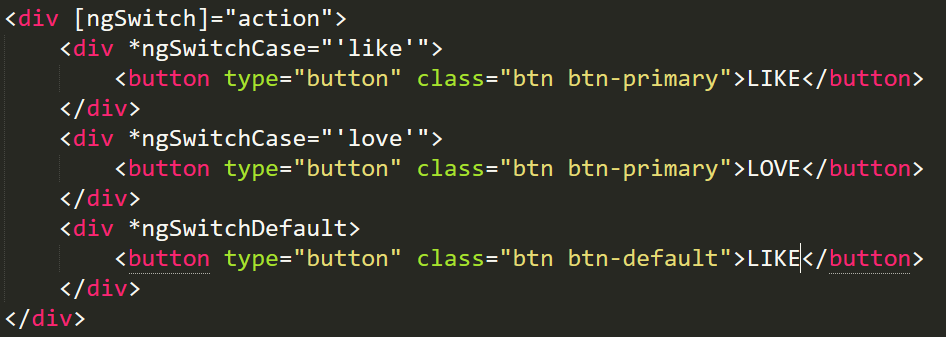 <div [ngSwitch]="action">
    <div *ngSwitchCase="'like'">
        <button type="button" class="btn btn-primary">LIKE</button>
    </div>
    <div *ngSwitchCase="'love'">
        <button type="button" class="btn btn-primary">LOVE</button>
    </div>
    <div *ngSwitchDefault>
        <button type="button" class="btn btn-default">LIKE</button>
    </div>
</div>